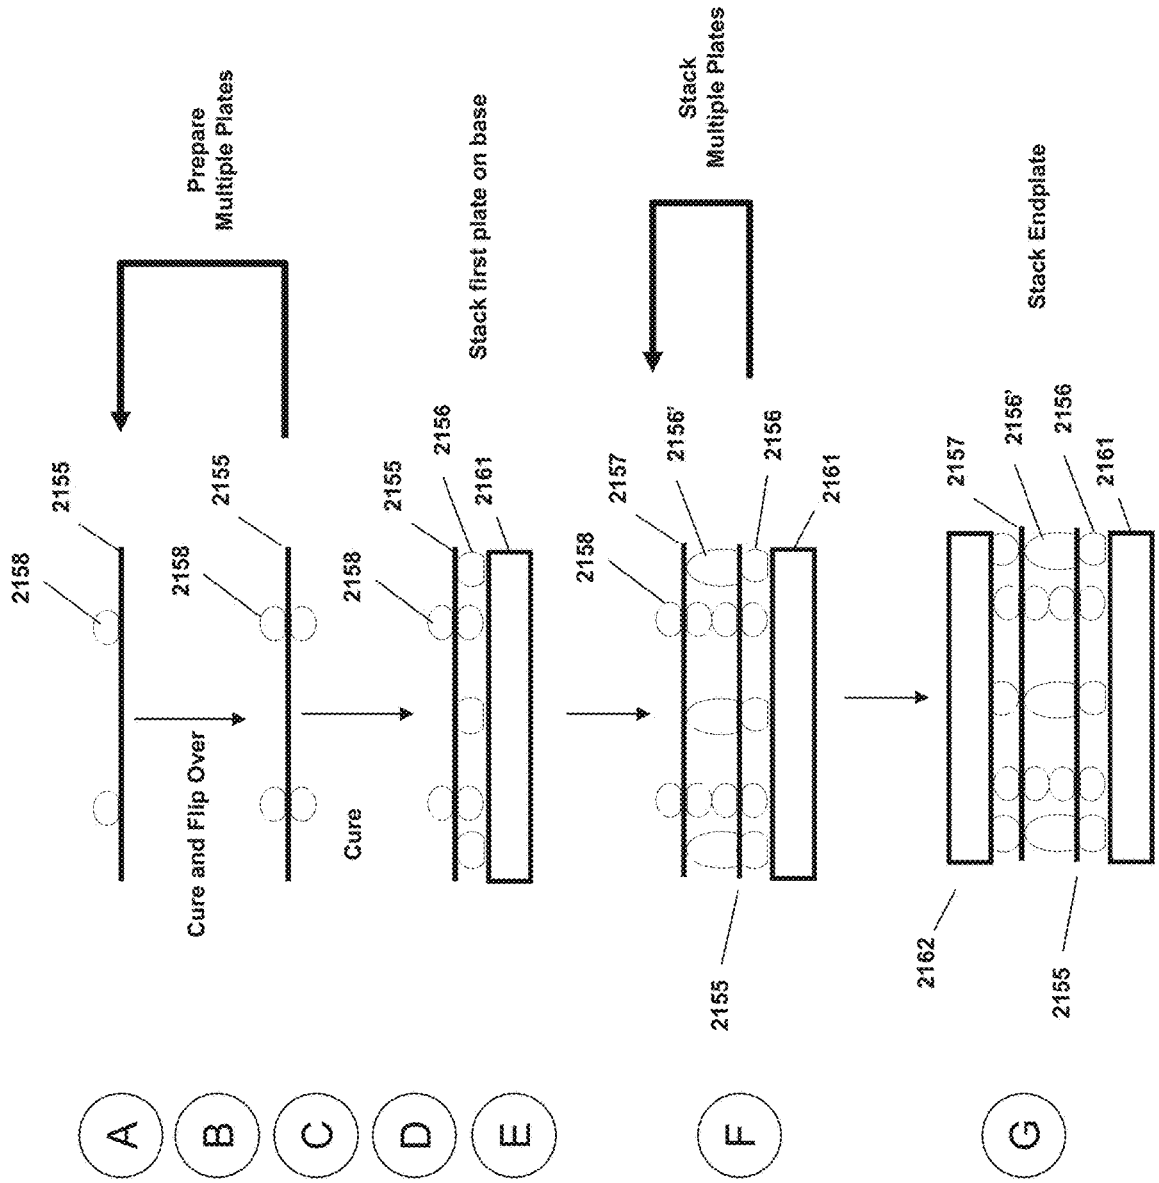 A
2158
2155
Prepare
Multiple Plates
B
Cure and Flip Over
C
2158
2155
D
Cure
E
2158
2155
2156
2161
Stack first plate on base
F
2155
2158
2157
2156'
2156
2161
Stack
Multiple Plates
G
2162
2155
2157
2156'
2156
2161
Stack Endplate